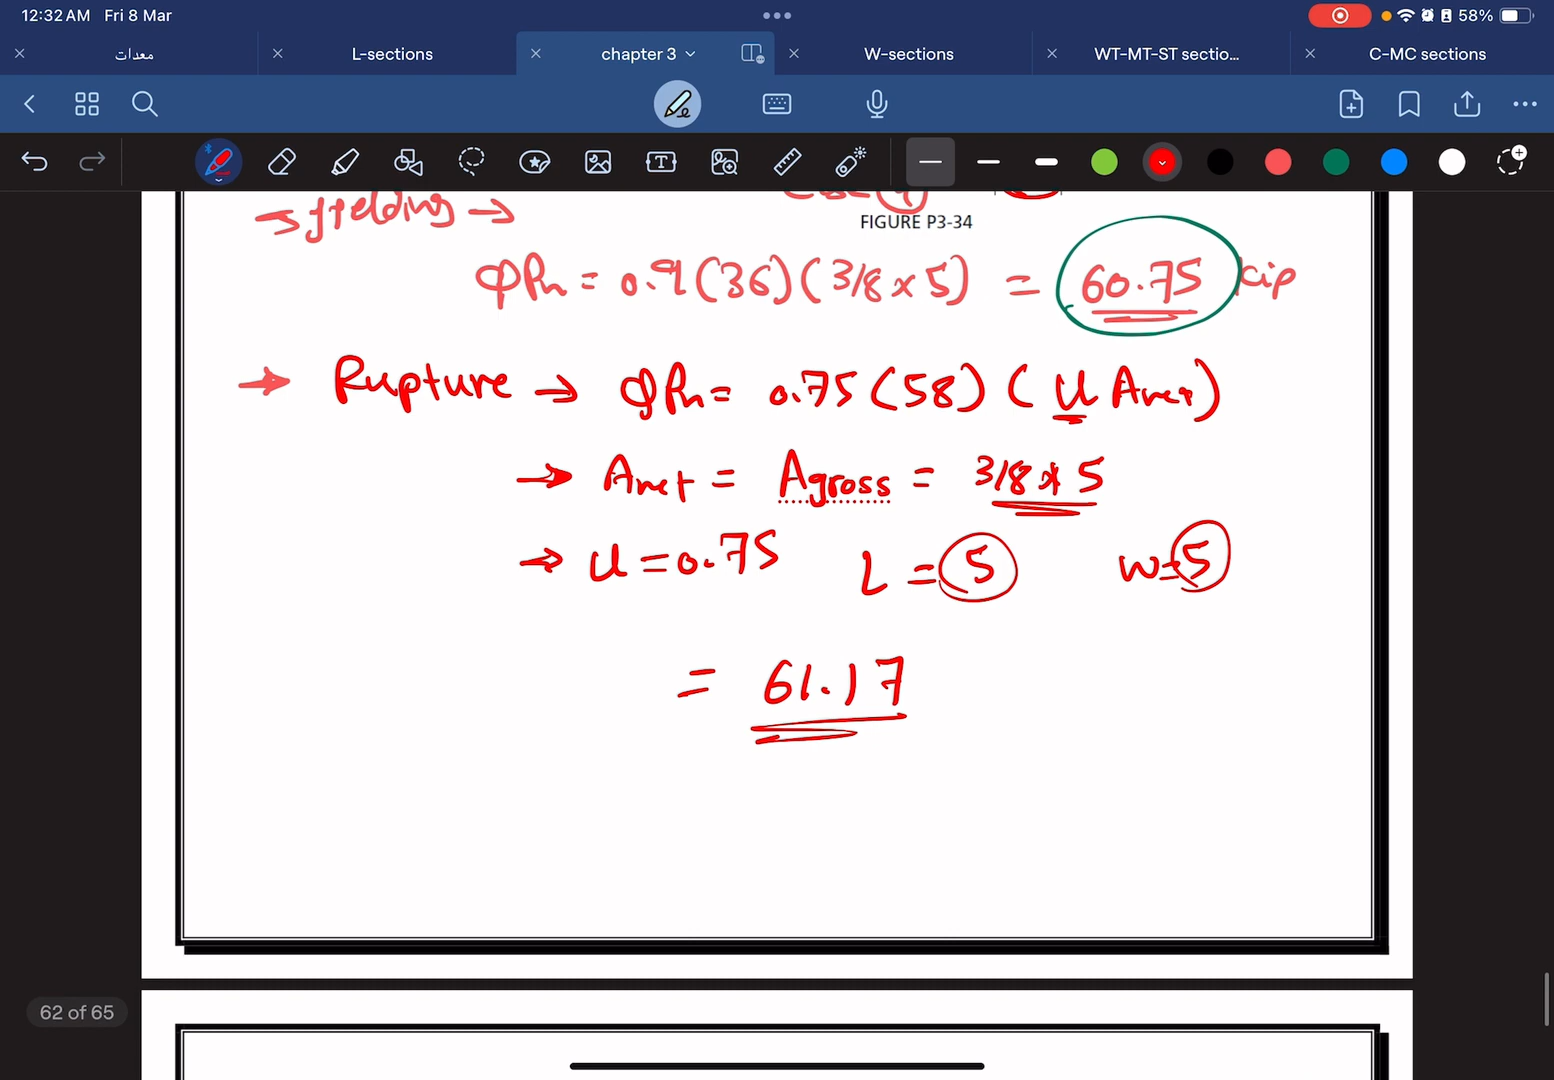 12:32 AM Fri 8 Mar
58%
معدات
L-sections
chapter 3
W-sections
WT-MT-ST sectio...
C-MC sections
→ yielding →
FIGURE P3-34
ΦPn = 0.9 (36) (3/8 × 5) = 60.75 kip
→ Rupture → ΦPn = 0.75 (58) ( U Anet )
→ Anet = Agross = 3/8 * 5
→ U = 0.75 L = 5 w = 5
= 61.17
62 of 65